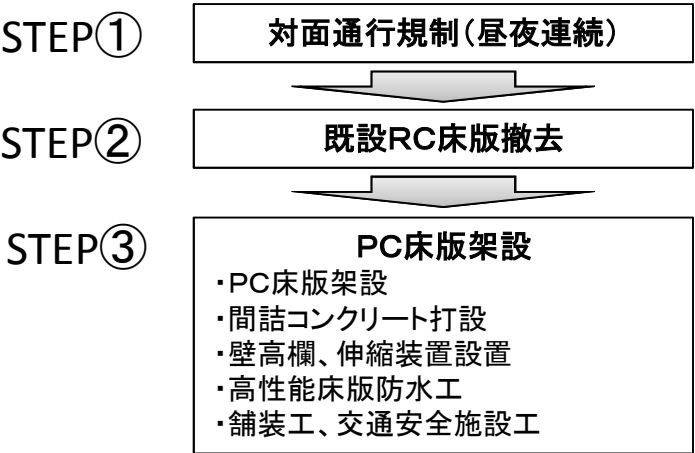 STEP① 対面通行規制(昼夜連続)
STEP② 既設RC床版撤去
STEP③ PC床版架設
・PC床版架設
・間詰コンクリート打設
・壁高欄、伸縮装置設置
・高性能床版防水工
・舗装工、交通安全施設工